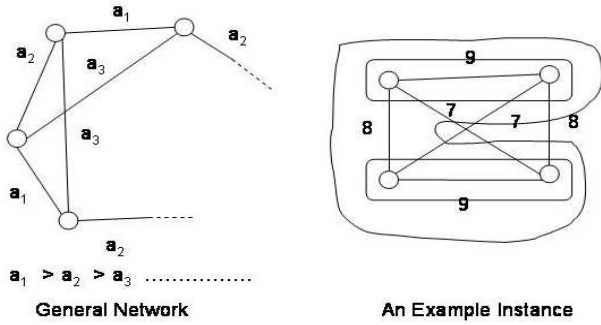 a₁
a₂
a₂
a₃
a₃
a₁
a₂
a₁ > a₂ > a₃ ...............
General Network
9
7
8
7
8
9
An Example Instance